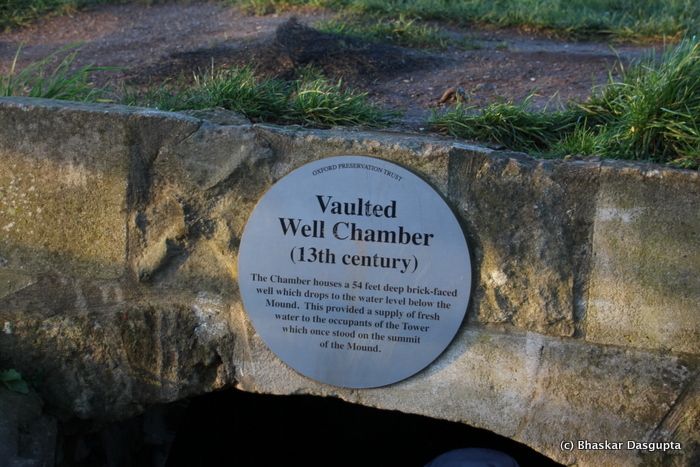 OXFORD PRESERVATION TRUST
Vaulted
Well Chamber
(13th century)
The Chamber houses a 54 feet deep brick-faced
well which drops to the water level below the
Mound. This provided a supply of fresh
water to the occupants of the Tower
which once stood on the summit
of the Mound.
(c) Bhaskar Dasgupta